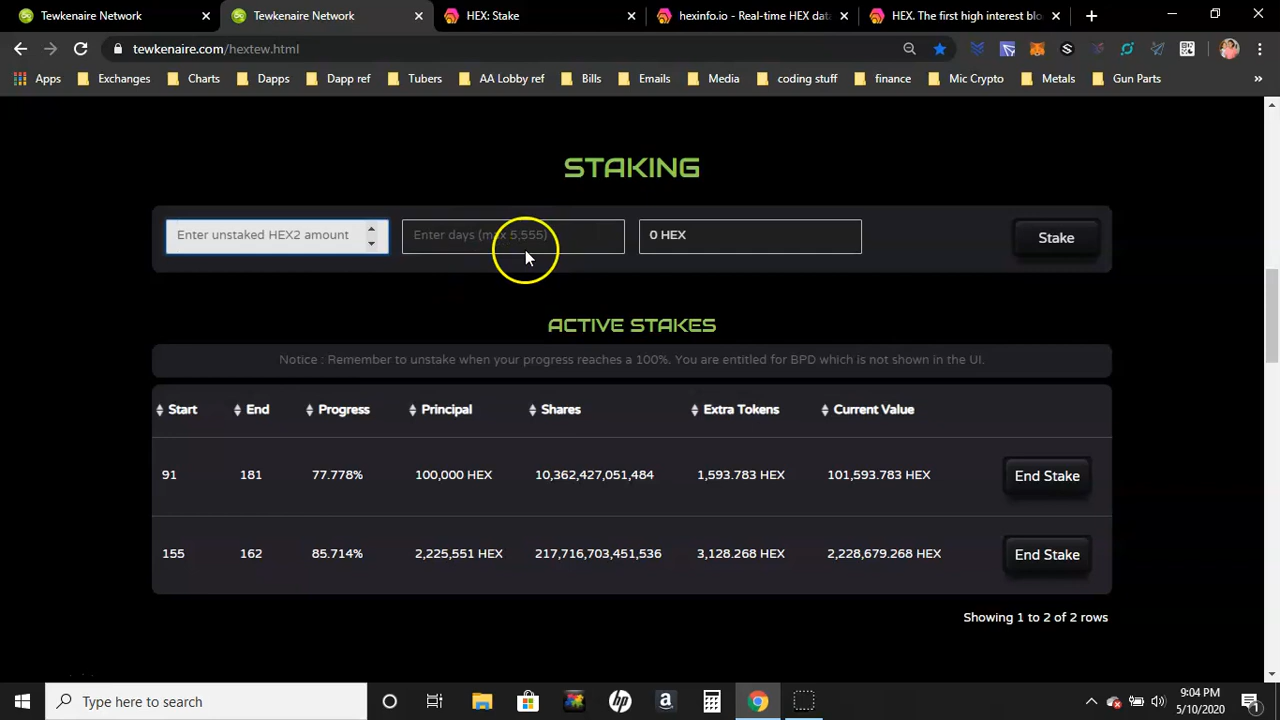 Tewkenaire Network
Tewkenaire Network
HEX: Stake
hexinfo.io - Real-time HEX dat
HEX. The first high interest blo
tewkenaire.com/hextew.html
Apps
Exchanges
Charts
Dapps
Dapp ref
Tubers
AA Lobby ref
Bills
Emails
Media
coding stuff
finance
Mic Crypto
Metals
Gun Parts
STAKING
Enter unstaked HEX2 amount
Enter days (max 5,555)
0 HEX
Stake
ACTIVE STAKES
Notice : Remember to unstake when your progress reaches a 100%. You are entitled for BPD which is not shown in the UI.
Start End Progress Principal Shares Extra Tokens Current Value
91 181 77.778% 100,000 HEX 10,362,427,051,484 1,593.783 HEX 101,593.783 HEX End Stake
155 162 85.714% 2,225,551 HEX 217,716,703,451,536 3,128.268 HEX 2,228,679.268 HEX End Stake
Showing 1 to 2 of 2 rows
Type here to search
9:04 PM
5/10/2020